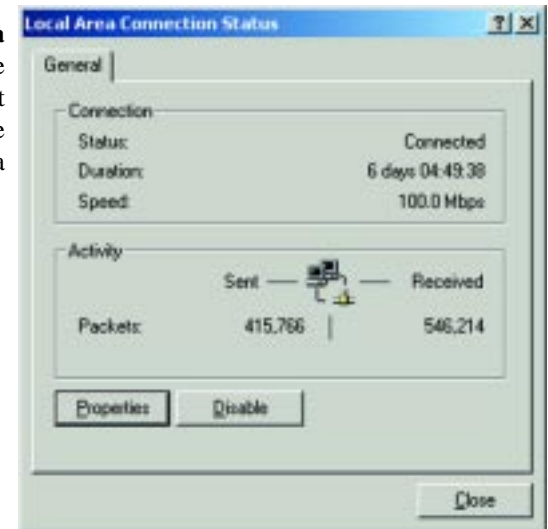 Local Area Connection Status
a
e
t
e
a
General
Connection
Status: Connected
Duration: 6 days 04:49:38
Speed: 100.0 Mbps
Activity
Sent Received
Packets: 415,766 546,214
Properties Disable
Close